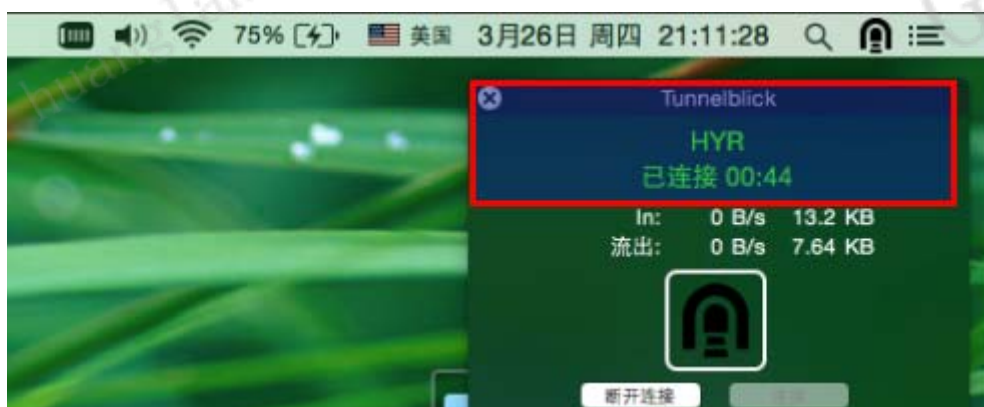 75% 美国 3月26日 周四 21:11:28
Tunnelblick
HYR
已连接 00:44
In: 0 B/s 13.2 KB
流出: 0 B/s 7.64 KB
断开连接